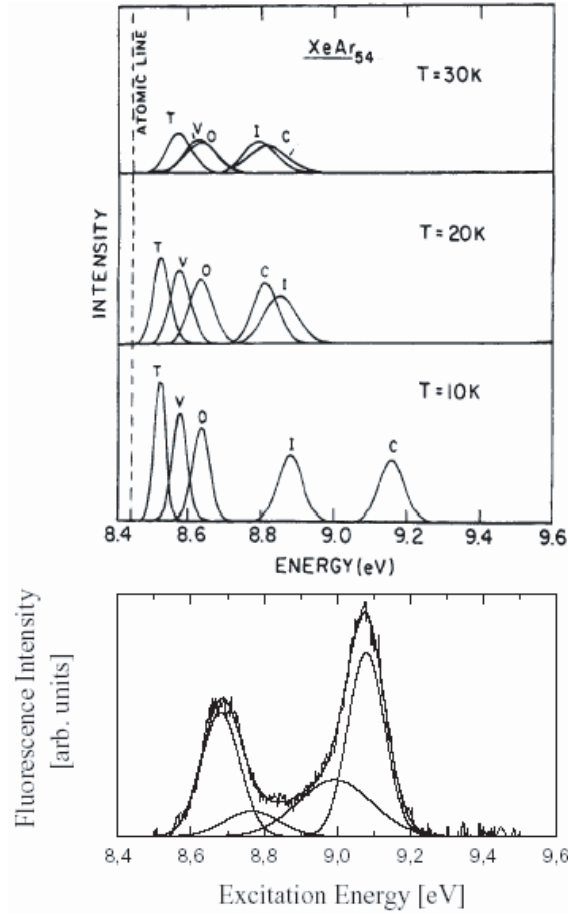 XeAr54
ATOMIC LINE
T = 30K
T
V
O
I
C
INTENSITY
T = 20K
T
V
O
C
I
T = 10K
T
V
O
I
C
8.4 8.6 8.8 9.0 9.2 9.4 9.6
ENERGY (eV)
Fluorescence Intensity
[arb. units]
8,4 8,6 8,8 9,0 9,2 9,4 9,6
Excitation Energy [eV]